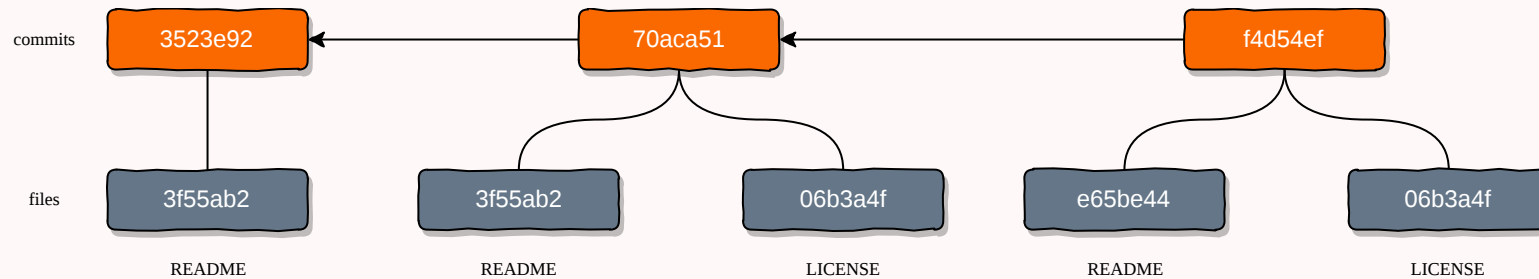 commits 3523e92 70aca51 f4d54ef
files 3f55ab2 3f55ab2 06b3a4f e65be44 06b3a4f
README README LICENSE README LICENSE